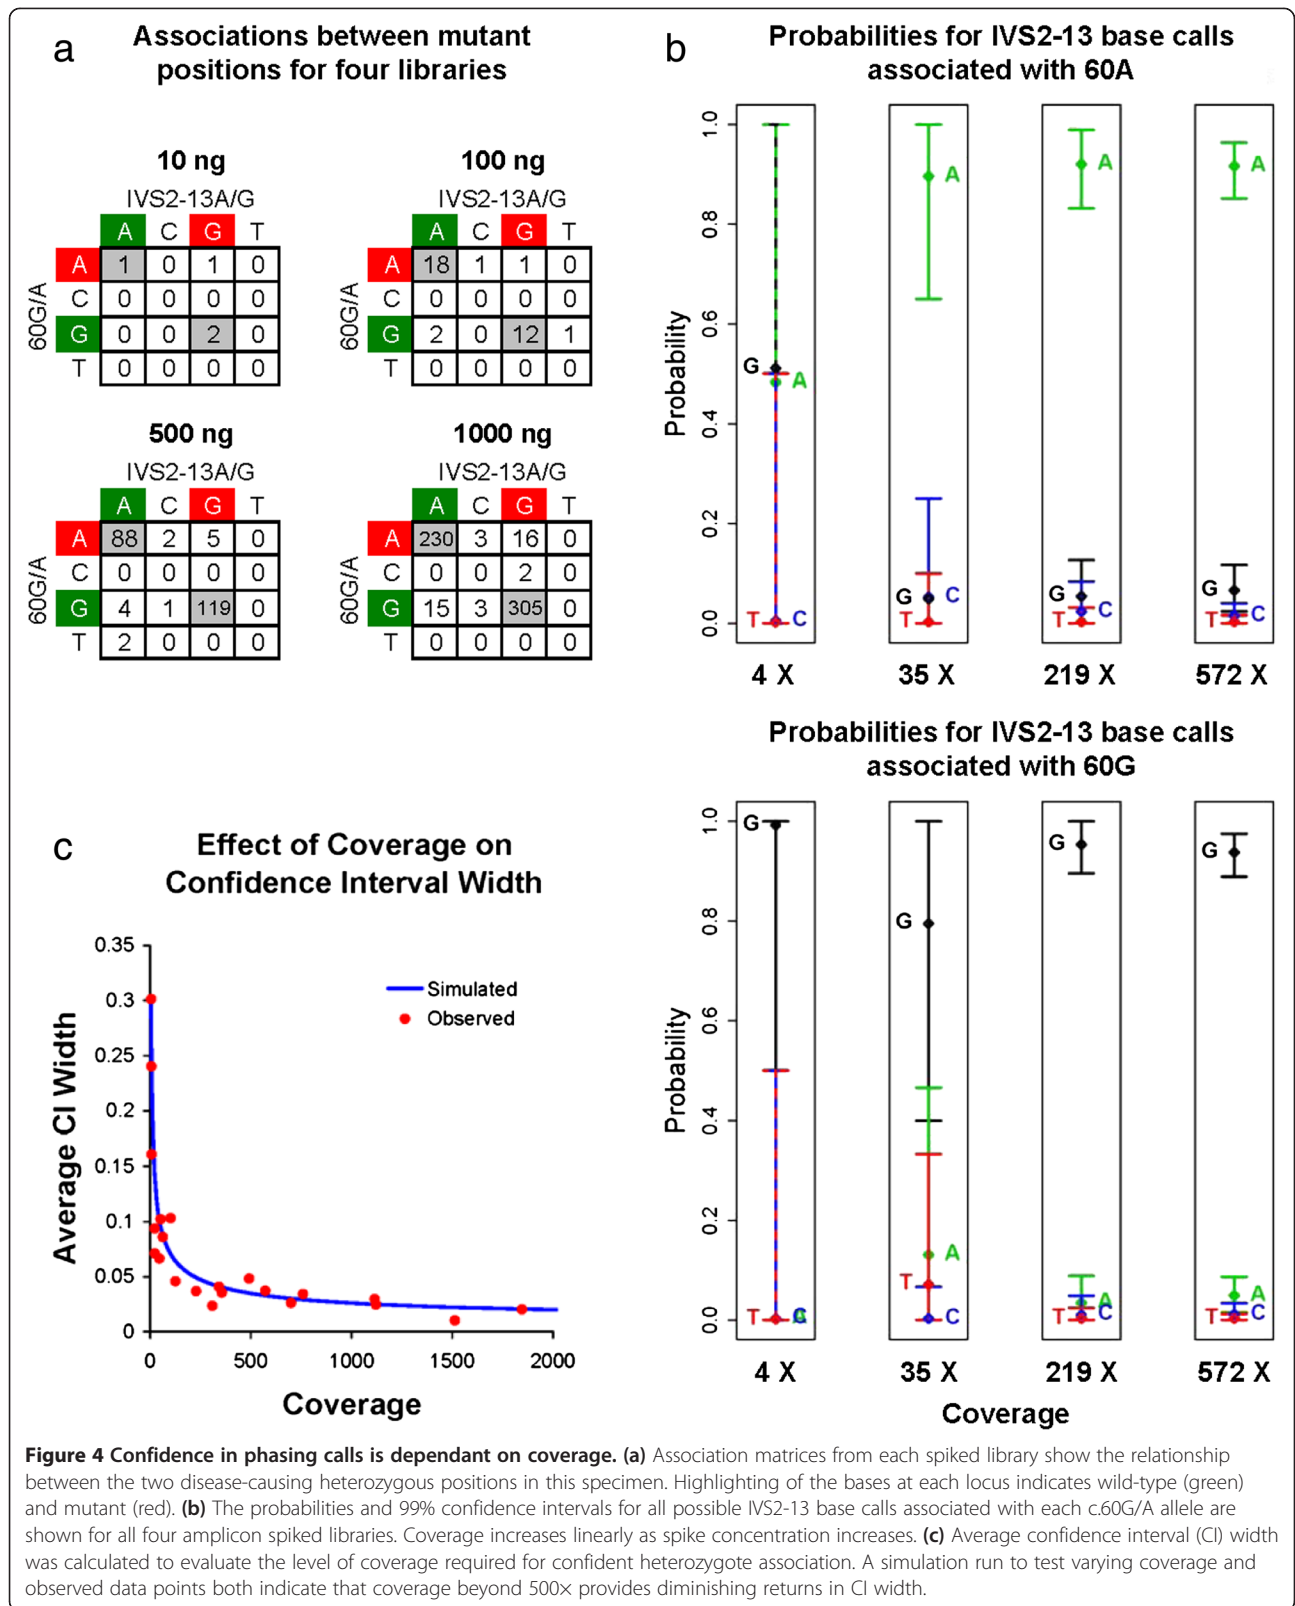 a
Associations between mutant
positions for four libraries
10 ng
IVS2-13A/G
A C G T
60G/A
A 1 0 1 0
C 0 0 0 0
G 0 0 2 0
T 0 0 0 0
100 ng
IVS2-13A/G
A C G T
60G/A
A 18 1 1 0
C 0 0 0 0
G 2 0 12 1
T 0 0 0 0
500 ng
IVS2-13A/G
A C G T
60G/A
A 88 2 5 0
C 0 0 0 0
G 4 1 119 0
T 2 0 0 0
1000 ng
IVS2-13A/G
A C G T
60G/A
A 230 3 16 0
C 0 0 2 0
G 15 3 305 0
T 0 0 0 0
b
Probabilities for IVS2-13 base calls
associated with 60A
Probability
1.0
0.8
0.6
0.4
0.2
0.0
G A T C
A G C T
A G C T
A G C T
4 X 35 X 219 X 572 X
Probabilities for IVS2-13 base calls
associated with 60G
Probability
1.0
0.8
0.6
0.4
0.2
0.0
G T C A
G A T C
G A C T
G A C T
4 X 35 X 219 X 572 X
Coverage
c
Effect of Coverage on
Confidence Interval Width
Average CI Width
0.35
0.3
0.25
0.2
0.15
0.1
0.05
0
Simulated
Observed
0 500 1000 1500 2000
Coverage
Figure 4 Confidence in phasing calls is dependant on coverage. (a) Association matrices from each spiked library show the relationship
between the two disease-causing heterozygous positions in this specimen. Highlighting of the bases at each locus indicates wild-type (green)
and mutant (red). (b) The probabilities and 99% confidence intervals for all possible IVS2-13 base calls associated with each c.60G/A allele are
shown for all four amplicon spiked libraries. Coverage increases linearly as spike concentration increases. (c) Average confidence interval (CI) width
was calculated to evaluate the level of coverage required for confident heterozygote association. A simulation run to test varying coverage and
observed data points both indicate that coverage beyond 500× provides diminishing returns in CI width.